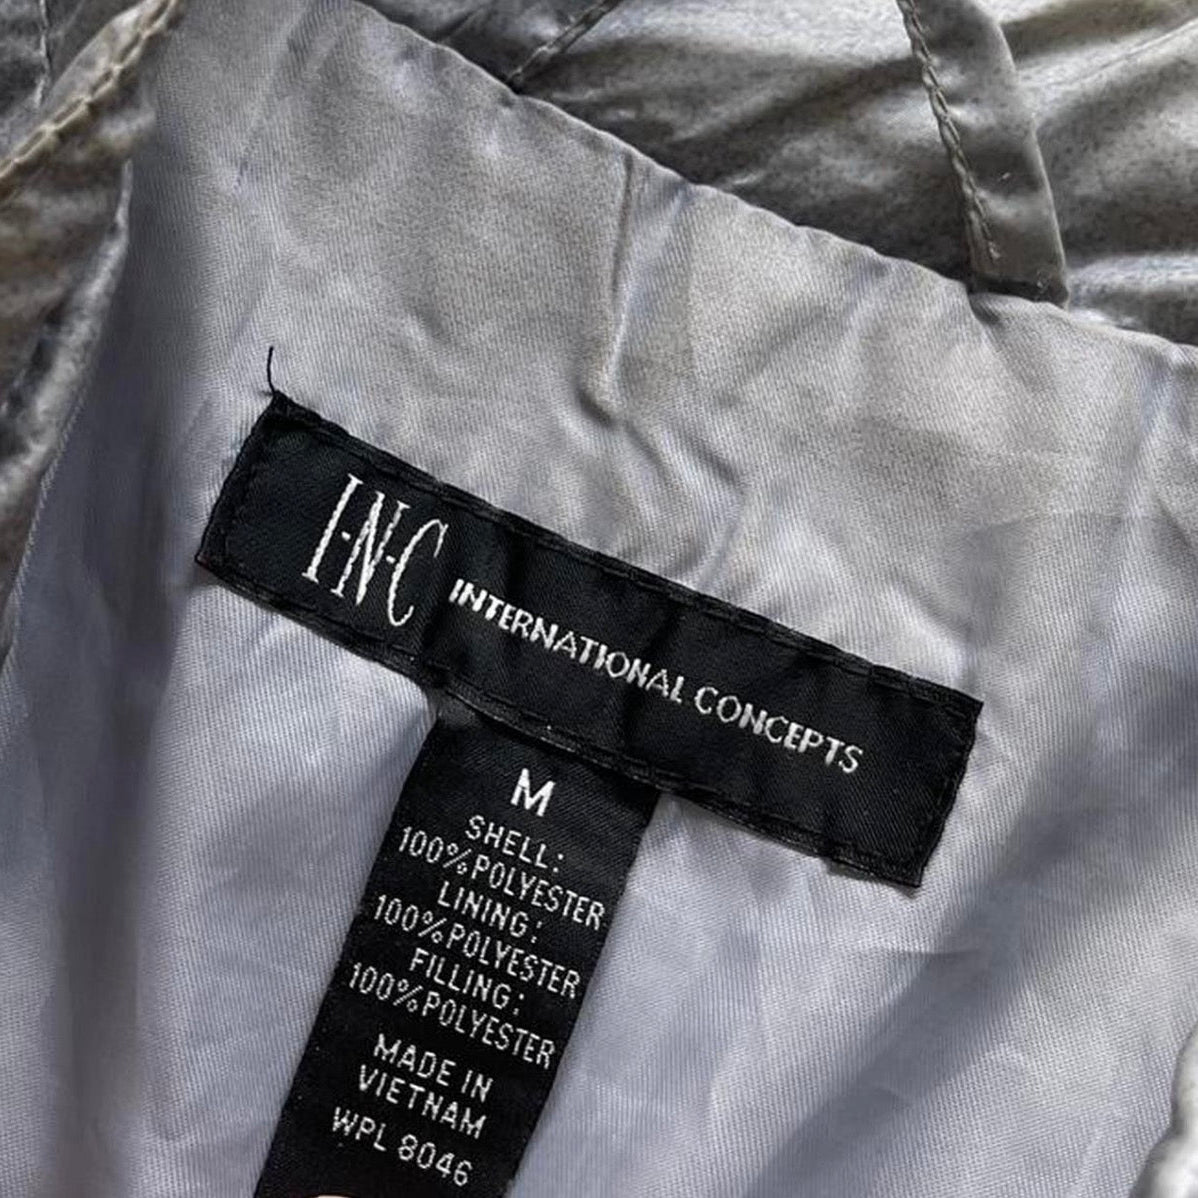 I·N·C INTERNATIONAL CONCEPTS
M
SHELL:
100%POLYESTER
LINING:
100%POLYESTER
FILLING:
100%POLYESTER
MADE IN
VIETNAM
WPL 8046